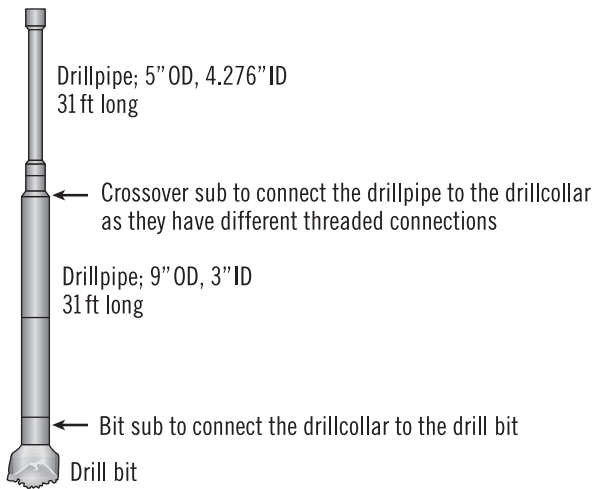 Drillpipe; 5” OD, 4.276” ID
31 ft long
Crossover sub to connect the drillpipe to the drillcollar
as they have different threaded connections
Drillpipe; 9” OD, 3” ID
31 ft long
Bit sub to connect the drillcollar to the drill bit
Drill bit